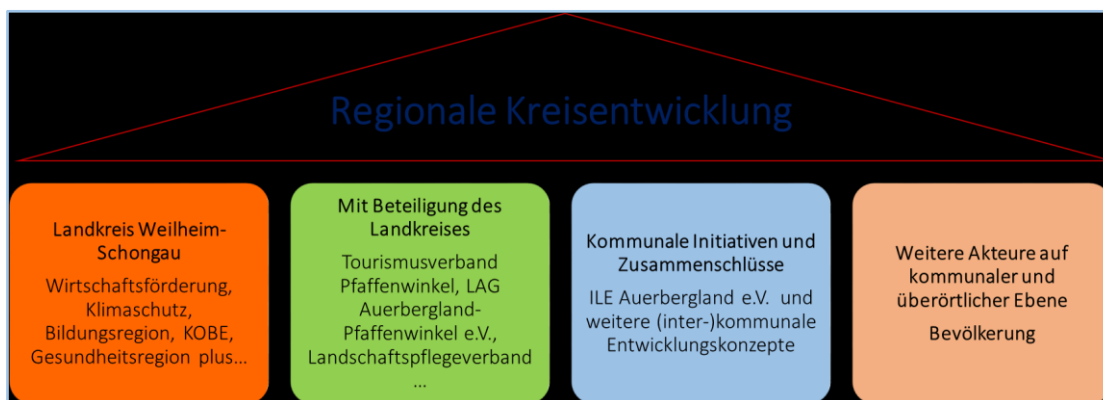 Regionale Kreisentwicklung
Landkreis Weilheim-
Schongau
Wirtschaftsförderung,
Klimaschutz,
Bildungsregion, KOBE,
Gesundheitsregion plus…
Mit Beteiligung des
Landkreises
Tourismusverband
Pfaffenwinkel, LAG
Auerbergland-
Pfaffenwinkel e.V.,
Landschaftspflegeverband
…
Kommunale Initiativen und
Zusammenschlüsse
ILE Auerbergland e.V. und
weitere (inter-)kommunale
Entwicklungskonzepte
Weitere Akteure auf
kommunaler und
überörtlicher Ebene
Bevölkerung